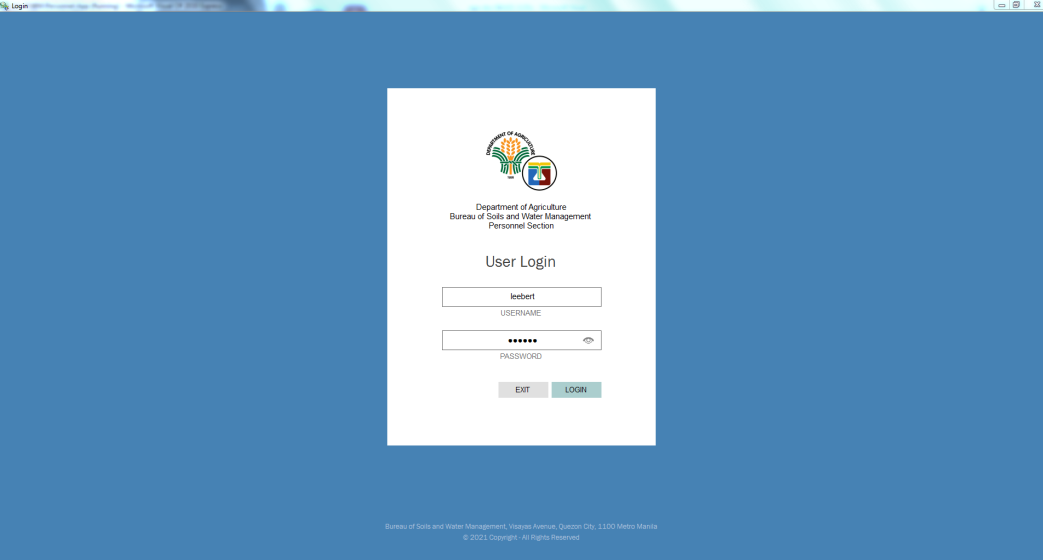 Login
DEPARTMENT OF AGRICULTURE
Department of Agriculture
Bureau of Soils and Water Management
Personnel Section
User Login
leebert
USERNAME
••••••
PASSWORD
EXIT
LOGIN
Bureau of Soils and Water Management, Visayas Avenue, Quezon City, 1100 Metro Manila
© 2021 Copyright - All Rights Reserved